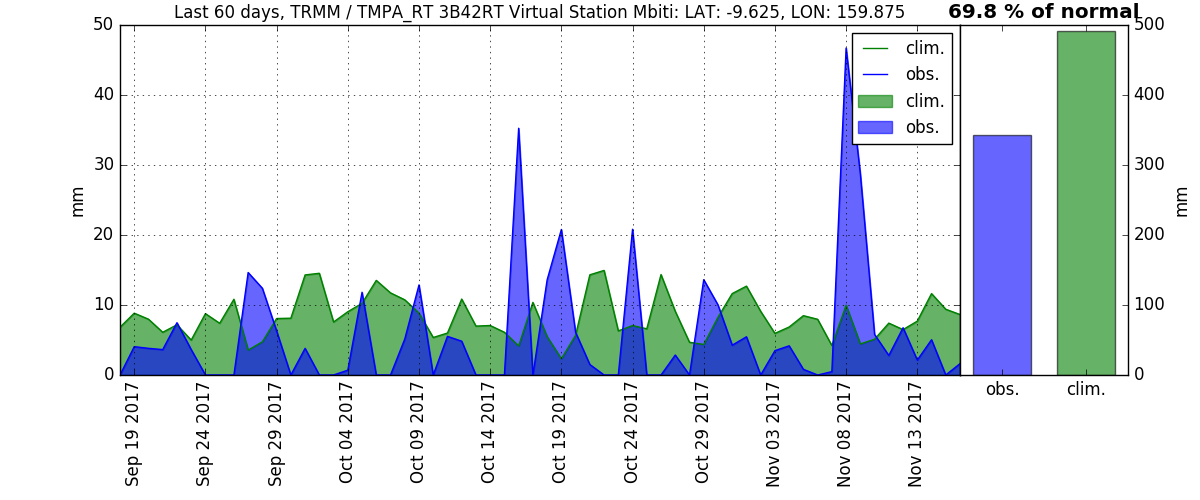 Last 60 days, TRMM / TMPA_RT 3B42RT Virtual Station Mbiti: LAT: -9.625, LON: 159.875
69.8 % of normal
50
40
30
20
10
0
mm
clim.
obs.
clim.
obs.
500
400
300
200
100
0
mm
obs.
clim.
Sep 19 2017
Sep 24 2017
Sep 29 2017
Oct 04 2017
Oct 09 2017
Oct 14 2017
Oct 19 2017
Oct 24 2017
Oct 29 2017
Nov 03 2017
Nov 08 2017
Nov 13 2017